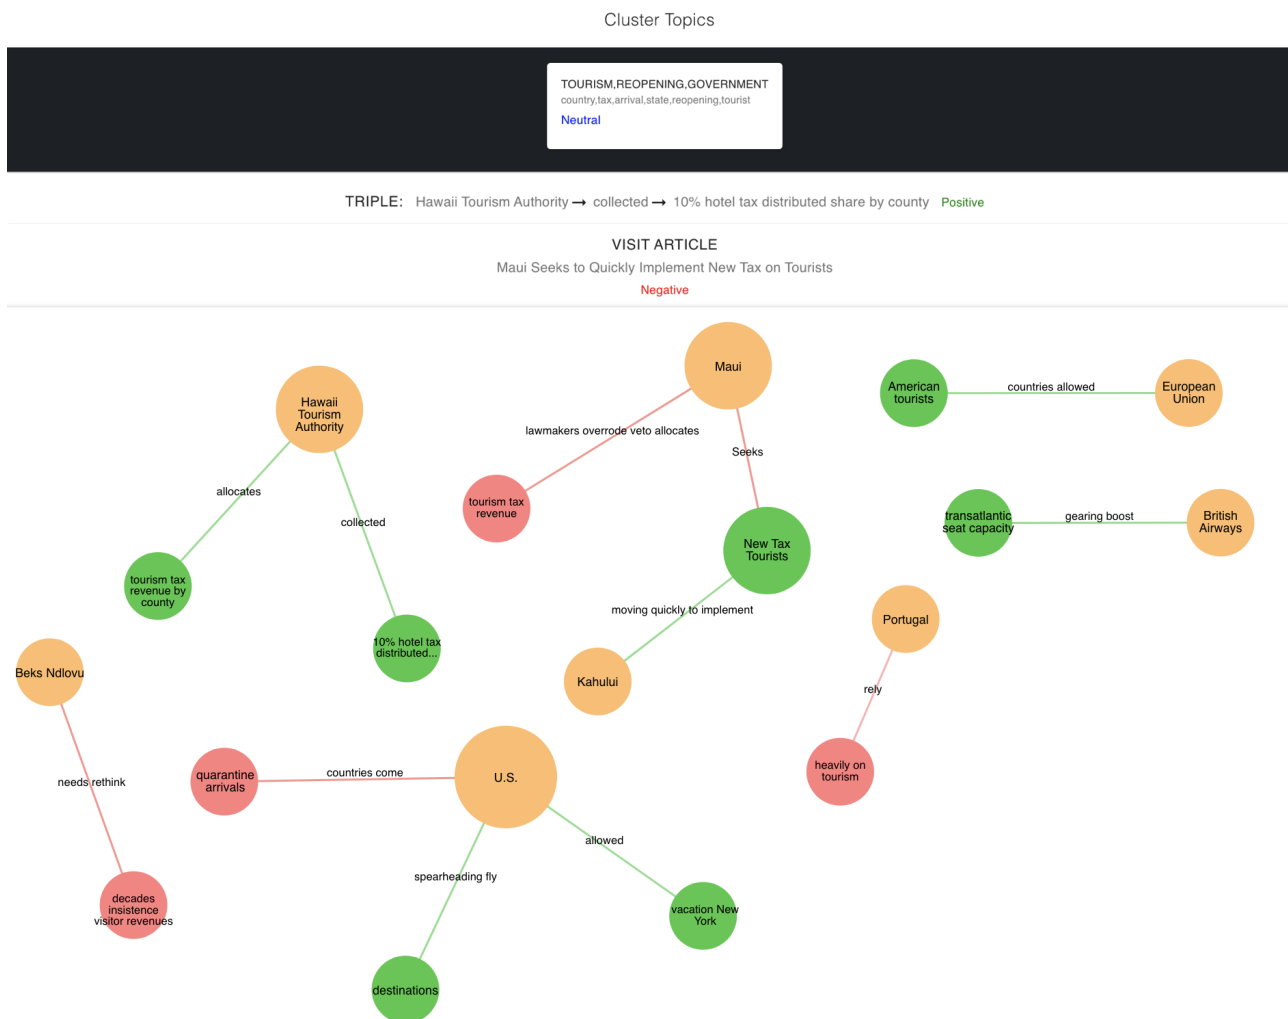 Cluster Topics
TOURISM,REOPENING,GOVERNMENT
country,tax,arrival,state,reopening,tourist
Neutral
TRIPLE: Hawaii Tourism Authority → collected → 10% hotel tax distributed share by county Positive
VISIT ARTICLE
Maui Seeks to Quickly Implement New Tax on Tourists
Negative
Hawaii
Tourism
Authority
allocates
collected
tourism tax
revenue by
county
10% hotel tax
distributed...
Maui
lawmakers overrode veto allocates
Seeks
tourism tax
revenue
New Tax
Tourists
moving quickly to implement
Kahului
American
tourists
countries allowed
European
Union
transatlantic
seat capacity
gearing boost
British
Airways
Portugal
rely
heavily on
tourism
Beks Ndlovu
needs rethink
decades
insistence
visitor revenues
quarantine
arrivals
countries come
U.S.
allowed
spearheading fly
vacation New
York
destinations